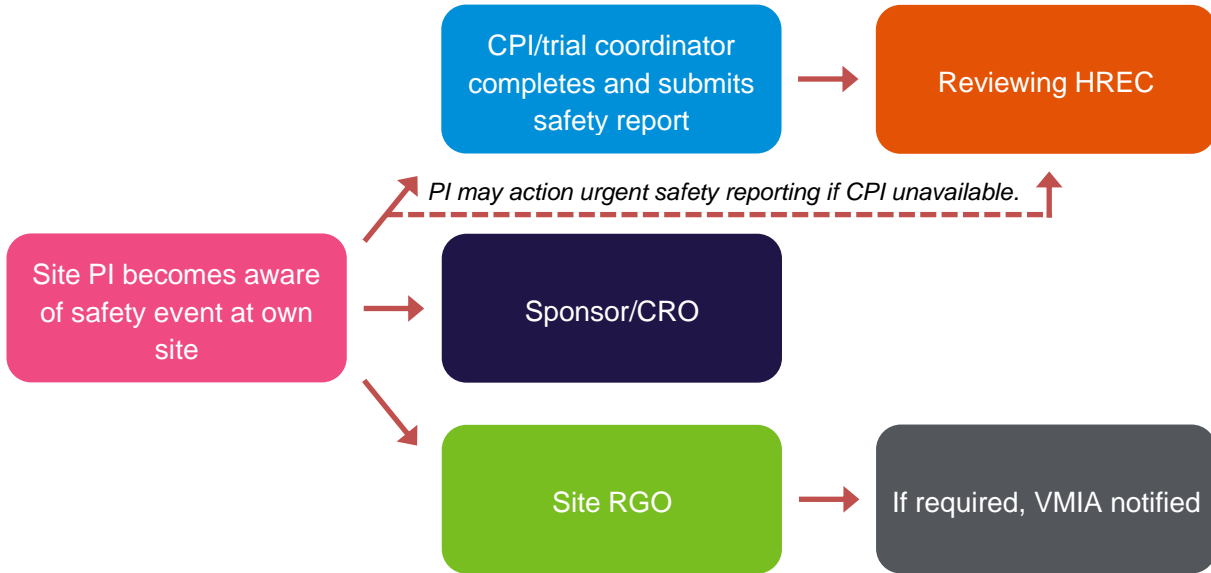 CPI/trial coordinator
completes and submits
safety report
Reviewing HREC
PI may action urgent safety reporting if CPI unavailable.
Site PI becomes aware
of safety event at own
site
Sponsor/CRO
Site RGO
If required, VMIA notified